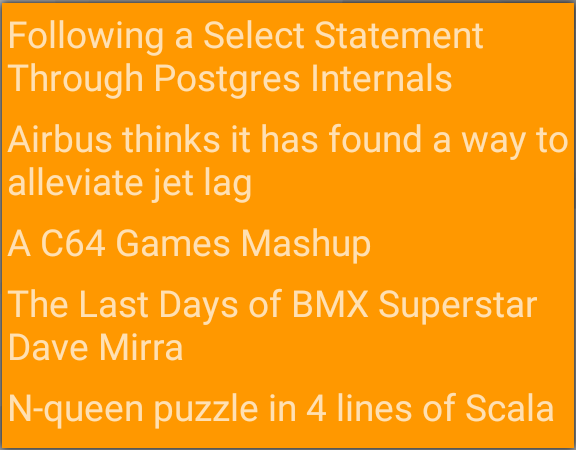 Following a Select Statement
Through Postgres Internals
Airbus thinks it has found a way to
alleviate jet lag
A C64 Games Mashup
The Last Days of BMX Superstar
Dave Mirra
N-queen puzzle in 4 lines of Scala